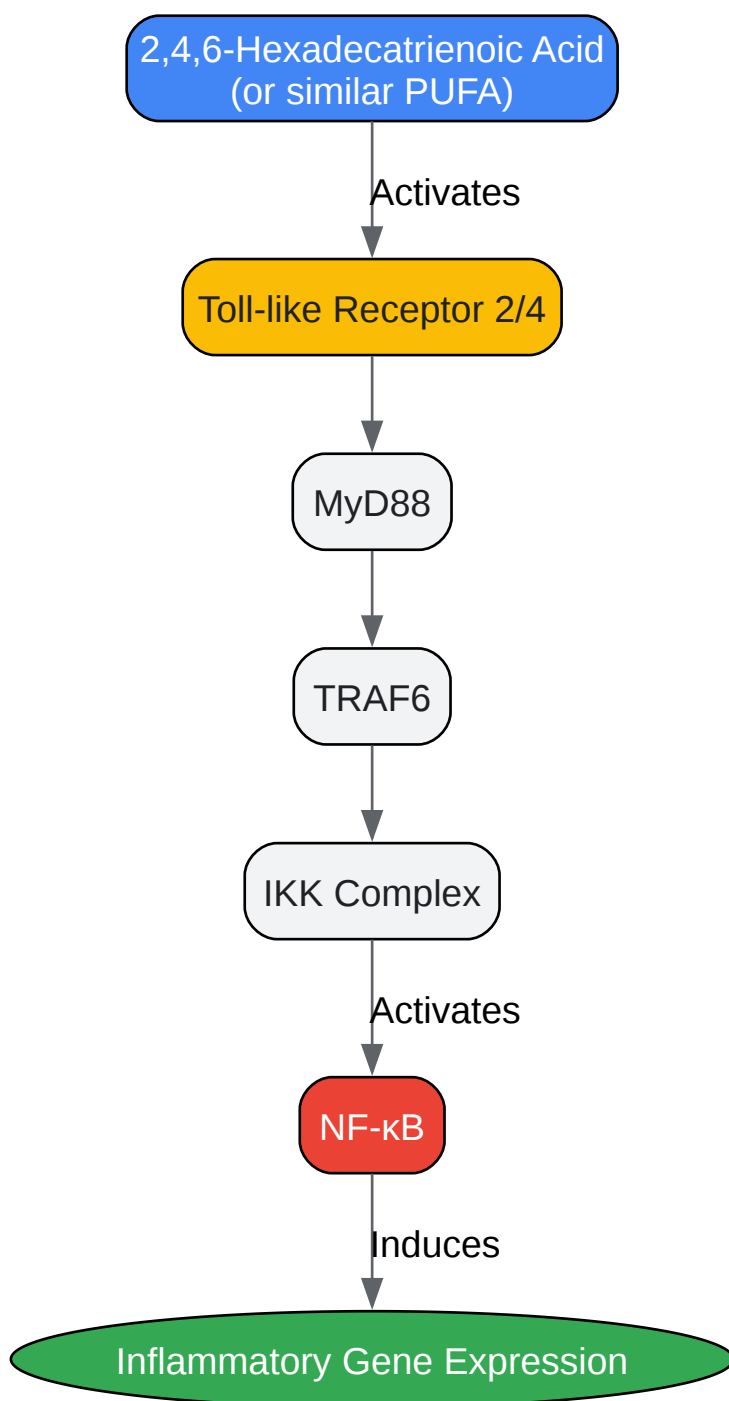 2,4,6-Hexadecatrienoic Acid
(or similar PUFA)
Activates
Toll-like Receptor 2/4
MyD88
TRAF6
IKK Complex
Activates
NF-κB
Induces
Inflammatory Gene Expression